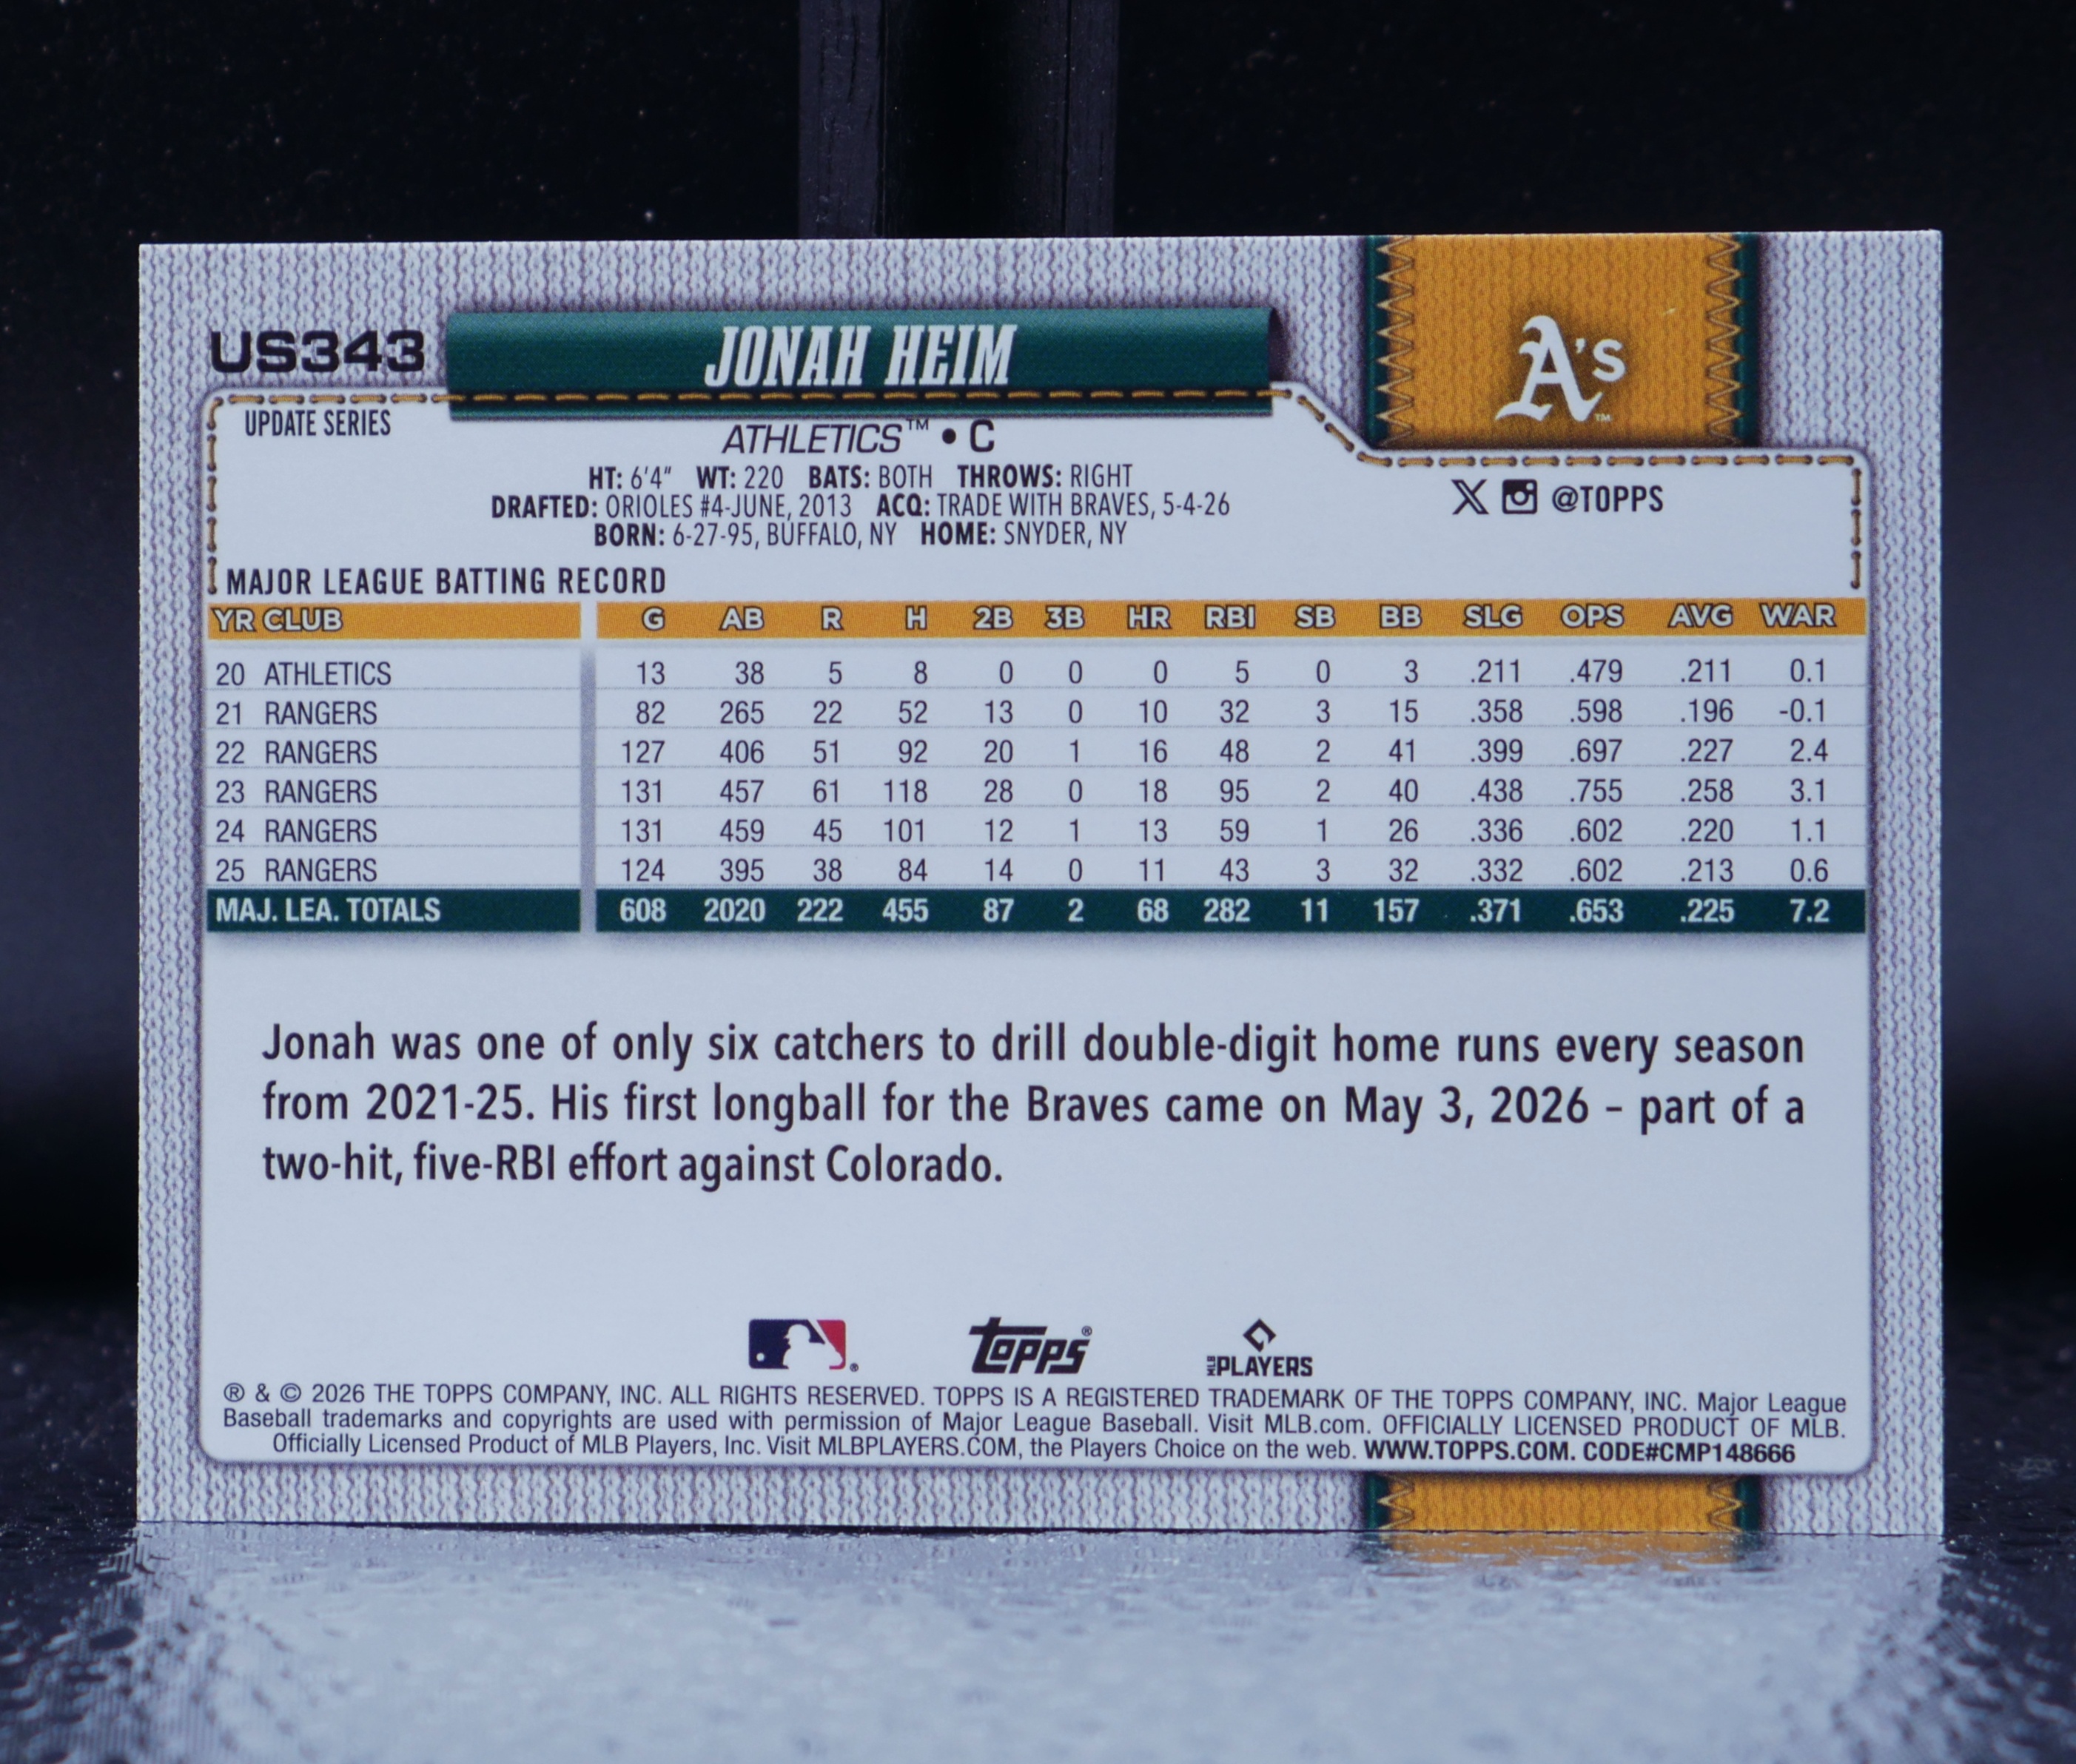 US343
JONAH HEIM
A's™
UPDATE SERIES
ATHLETICS™ • C
HT: 6'4" WT: 220 BATS: BOTH THROWS: RIGHT
DRAFTED: ORIOLES #4-JUNE, 2013 ACQ: TRADE WITH BRAVES, 5-4-26
BORN: 6-27-95, BUFFALO, NY HOME: SNYDER, NY
@TOPPS
MAJOR LEAGUE BATTING RECORD
YR CLUB G AB R H 2B 3B HR RBI SB BB SLG OPS AVG WAR
20 ATHLETICS 13 38 5 8 0 0 0 5 0 3 .211 .479 .211 0.1
21 RANGERS 82 265 22 52 13 0 10 32 3 15 .358 .598 .196 -0.1
22 RANGERS 127 406 51 92 20 1 16 48 2 41 .399 .697 .227 2.4
23 RANGERS 131 457 61 118 28 0 18 95 2 40 .438 .755 .258 3.1
24 RANGERS 131 459 45 101 12 1 13 59 1 26 .336 .602 .220 1.1
25 RANGERS 124 395 38 84 14 0 11 43 3 32 .332 .602 .213 0.6
MAJ. LEA. TOTALS 608 2020 222 455 87 2 68 282 11 157 .371 .653 .225 7.2
Jonah was one of only six catchers to drill double-digit home runs every season
from 2021-25. His first longball for the Braves came on May 3, 2026 – part of a
two-hit, five-RBI effort against Colorado.
® topps® MLB PLAYERS
® & © 2026 THE TOPPS COMPANY, INC. ALL RIGHTS RESERVED. TOPPS IS A REGISTERED TRADEMARK OF THE TOPPS COMPANY, INC. Major League
Baseball trademarks and copyrights are used with permission of Major League Baseball. Visit MLB.com. OFFICIALLY LICENSED PRODUCT OF MLB.
Officially Licensed Product of MLB Players, Inc. Visit MLBPLAYERS.COM, the Players Choice on the web. WWW.TOPPS.COM. CODE#CMP148666